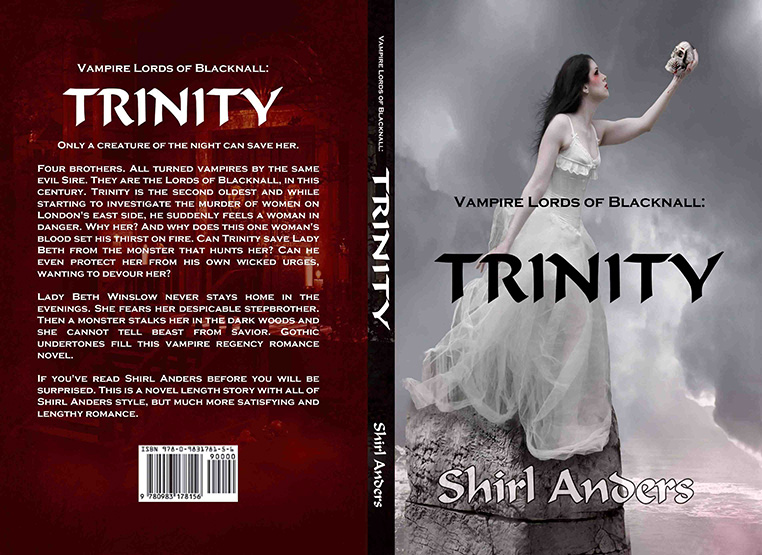 VAMPIRE LORDS OF BLACKNALL:
TRINITY
ONLY A CREATURE OF THE NIGHT CAN SAVE HER.
FOUR BROTHERS. ALL TURNED VAMPIRES BY THE SAME
EVIL SIRE. THEY ARE THE LORDS OF BLACKNALL, IN THIS
CENTURY. TRINITY IS THE SECOND OLDEST AND WHILE
STARTING TO INVESTIGATE THE MURDER OF WOMEN ON
LONDON'S EAST SIDE, HE SUDDENLY FEELS A WOMAN IN
DANGER. WHY HER? AND WHY DOES THIS ONE WOMAN'S
BLOOD SET HIS THIRST ON FIRE. CAN TRINITY SAVE LADY
BETH FROM THE MONSTER THAT HUNTS HER? CAN HE
EVEN PROTECT HER FROM HIS OWN WICKED URGES,
WANTING TO DEVOUR HER?
LADY BETH WINSLOW NEVER STAYS HOME IN THE
EVENINGS. SHE FEARS HER DESPICABLE STEPBROTHER.
THEN A MONSTER STALKS HER IN THE DARK WOODS AND
SHE CANNOT TELL BEAST FROM SAVIOR. GOTHIC
UNDERTONES FILL THIS VAMPIRE REGENCY ROMANCE
NOVEL.
IF YOU'VE READ SHIRL ANDERS BEFORE YOU WILL BE
SURPRISED. THIS IS A NOVEL LENGTH STORY WITH ALL OF
SHIRL ANDERS STYLE, BUT MUCH MORE SATISFYING AND
LENGTHY ROMANCE.
ISBN 978-0-9831781-5-6
90000
9 780983 178156
VAMPIRE LORDS OF BLACKNALL:
TRINITY
Shirl Anders
VAMPIRE LORDS OF BLACKNALL:
TRINITY
Shirl Anders